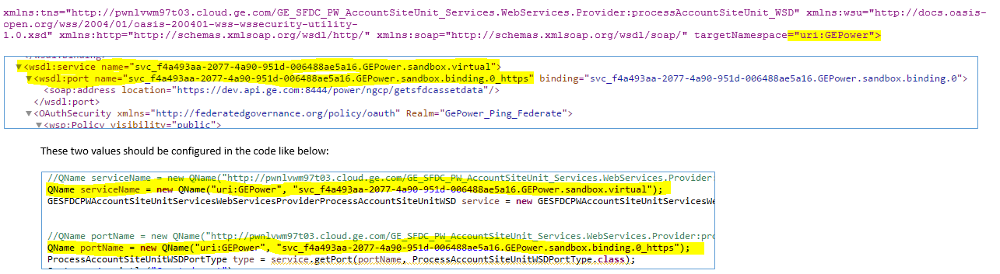 xmlns:tns="http://pwnlvwm97t03.cloud.ge.com/GE_SFDC_PW_AccountSiteUnit_Services.WebServices.Provider:processAccountSiteUnit_WSD" xmlns:wsu="http://docs.oasis-
open.org/wss/2004/01/oasis-200401-wss-wssecurity-utility-
1.0.xsd" xmlns:http="http://schemas.xmlsoap.org/wsdl/http/" xmlns:soap="http://schemas.xmlsoap.org/wsdl/soap/" targetNamespace="uri:GEPower">
</wsdl:binding>
▼<wsdl:service name="svc_f4a493aa-2077-4a90-951d-006488ae5a16.GEPower.sandbox.virtual">
▼<wsdl:port name="svc_f4a493aa-2077-4a90-951d-006488ae5a16.GEPower.sandbox.binding.0_https" binding="svc_f4a493aa-2077-4a90-951d-006488ae5a16.GEPower.sandbox.binding.0">
<soap:address location="https://dev.api.ge.com:8444/power/ngcp/getsfdcassetdata"/>
</wsdl:port>
▼<OAuthSecurity xmlns="http://federatedgovernance.org/policy/oauth" Realm="GePower_Ping_Federate">
▼<wsp:Policy visibility="public">
These two values should be configured in the code like below:
//QName serviceName = new QName("http://pwnlvwm97t03.cloud.ge.com/GE_SFDC_PW_AccountSiteUnit_Services.WebServices.Provider:
QName serviceName = new QName("uri:GEPower", "svc_f4a493aa-2077-4a90-951d-006488ae5a16.GEPower.sandbox.virtual");
GESFDCPWAccountSiteUnitServicesWebServicesProviderProcessAccountSiteUnitWSD service = new GESFDCPWAccountSiteUnitServicesWe
//QName portName = new QName("http://pwnlvwm97t03.cloud.ge.com/GE_SFDC_PW_AccountSiteUnit_Services.WebServices.Provider:pro
QName portName = new QName("uri:GEPower", "svc_f4a493aa-2077-4a90-951d-006488ae5a16.GEPower.sandbox.binding.0_https");
ProcessAccountSiteUnitWSDPortType type = service.getPort(portName, ProcessAccountSiteUnitWSDPortType.class);